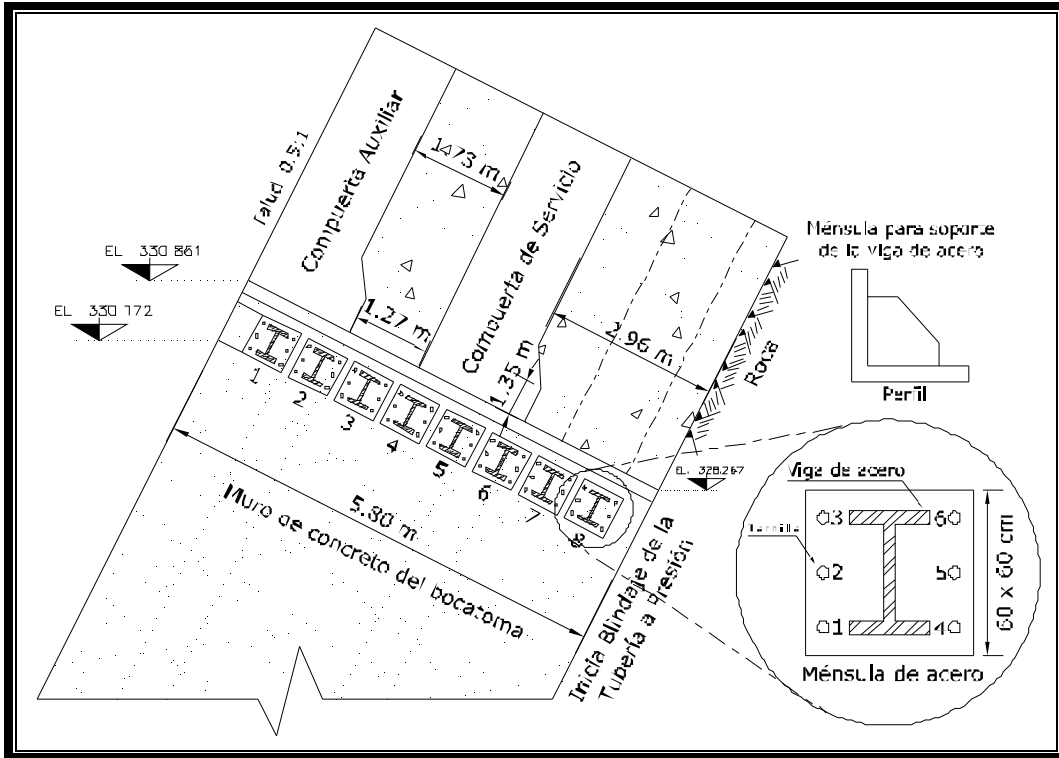 Talud 0.5:1
Compuerta Auxiliar
1.473 m
Compuerta de Servicio
Ménsula para soporte
de la viga de acero
EL 330 861
EL 330 172
1.27 m
1.35 m
2.96 m
Roca
Perfil
1
2
3
4
5
6
7
8
EL. 328.267
5.80 m
Muro de concreto del bocatoma
Inicia Blindaje de la
Tubería a Presión
Viga de acero
3
6
2
5
1
4
60 x 60 cm
Ménsula de acero